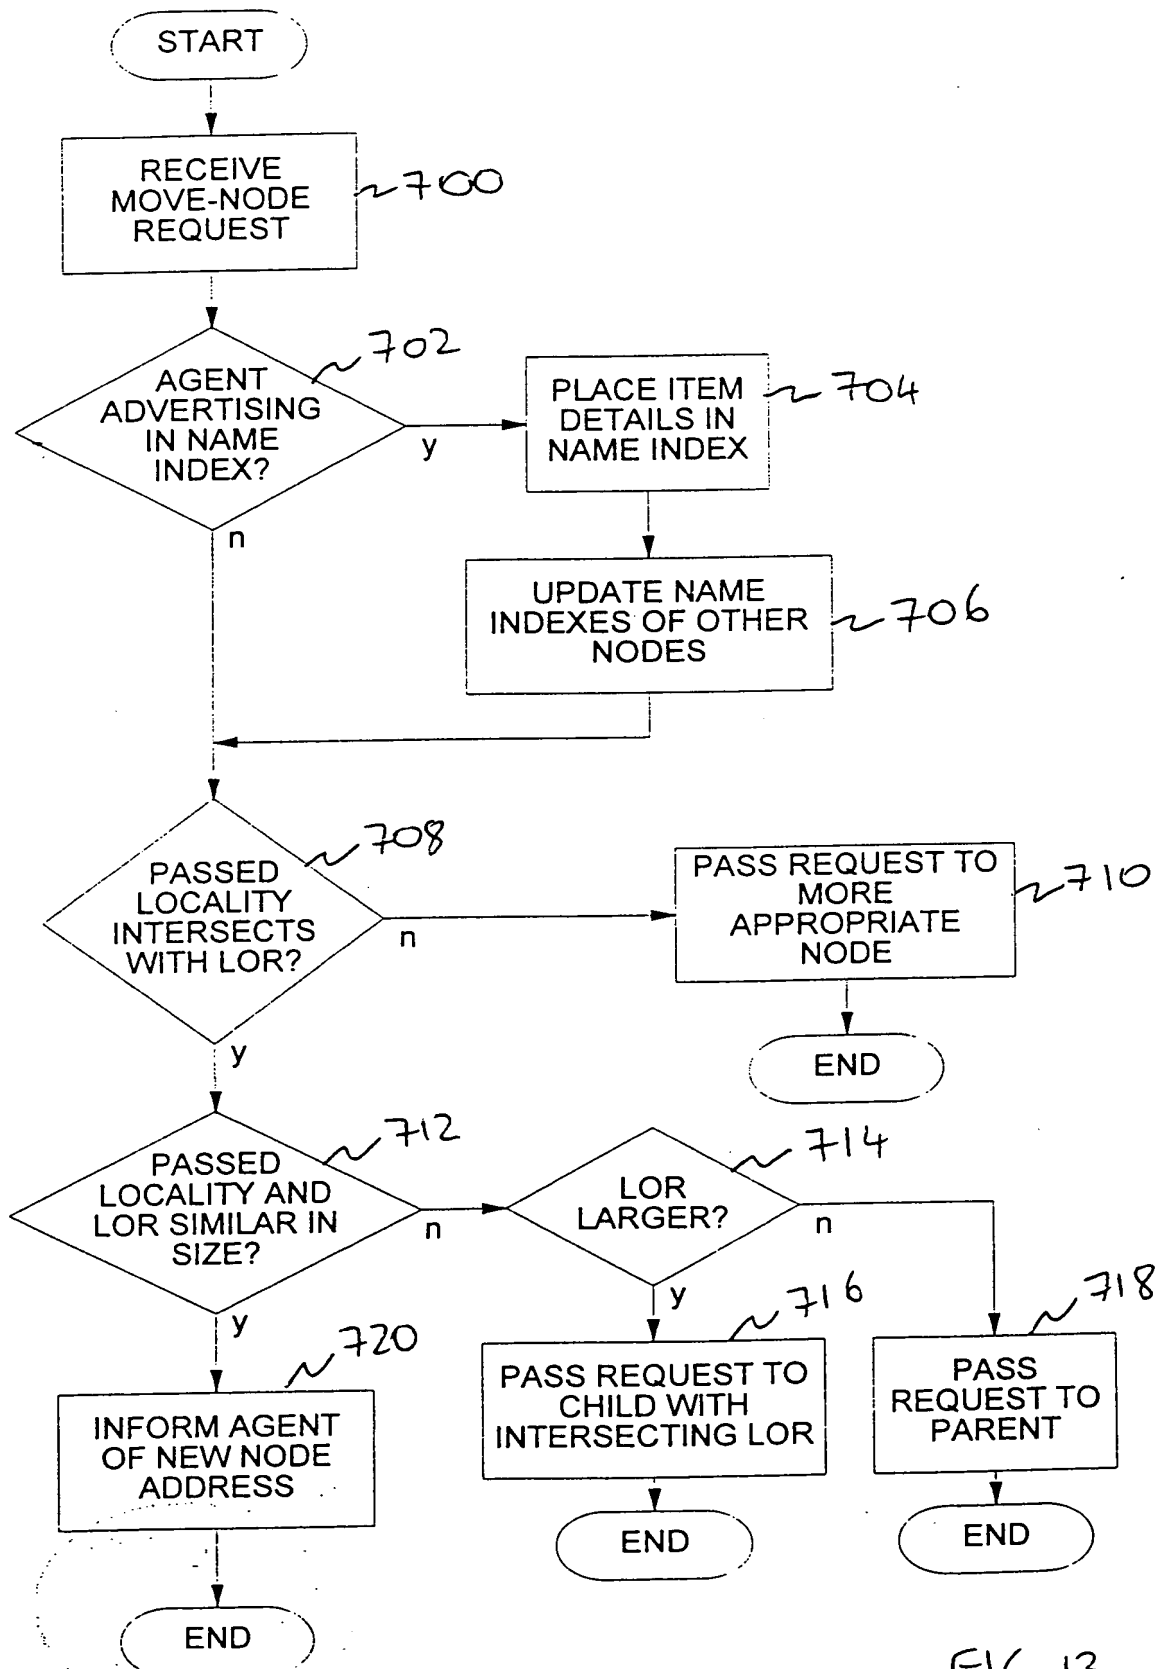 START
RECEIVE
MOVE-NODE
REQUEST
700
AGENT
ADVERTISING
IN NAME
INDEX?
702
y
n
PLACE ITEM
DETAILS IN
NAME INDEX
704
UPDATE NAME
INDEXES OF OTHER
NODES
706
PASSED
LOCALITY
INTERSECTS
WITH LOR?
708
n
y
PASS REQUEST TO
MORE
APPROPRIATE
NODE
710
END
PASSED
LOCALITY AND
LOR SIMILAR IN
SIZE?
712
n
y
LOR
LARGER?
714
n
y
PASS REQUEST TO
CHILD WITH
INTERSECTING LOR
716
END
PASS
REQUEST TO
PARENT
718
END
INFORM AGENT
OF NEW NODE
ADDRESS
720
END
FIG. 13